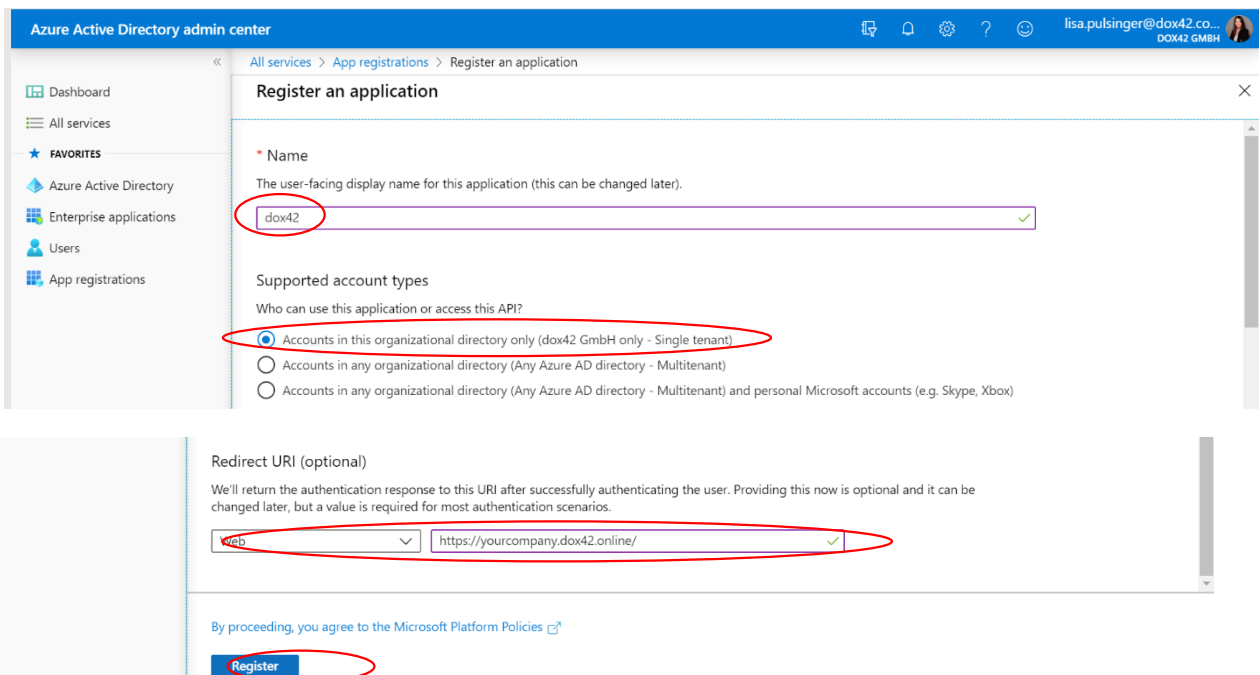 Azure Active Directory admin center
lisa.pulsinger@dox42.co...
DOX42 GMBH
«
All services > App registrations > Register an application
Dashboard
All services
FAVORITES
Azure Active Directory
Enterprise applications
Users
App registrations
Register an application
* Name
The user-facing display name for this application (this can be changed later).
dox42
Supported account types
Who can use this application or access this API?
Accounts in this organizational directory only (dox42 GmbH only - Single tenant)
Accounts in any organizational directory (Any Azure AD directory - Multitenant)
Accounts in any organizational directory (Any Azure AD directory - Multitenant) and personal Microsoft accounts (e.g. Skype, Xbox)
Redirect URI (optional)
We'll return the authentication response to this URI after successfully authenticating the user. Providing this now is optional and it can be
changed later, but a value is required for most authentication scenarios.
Web
https://yourcompany.dox42.online/
By proceeding, you agree to the Microsoft Platform Policies
Register